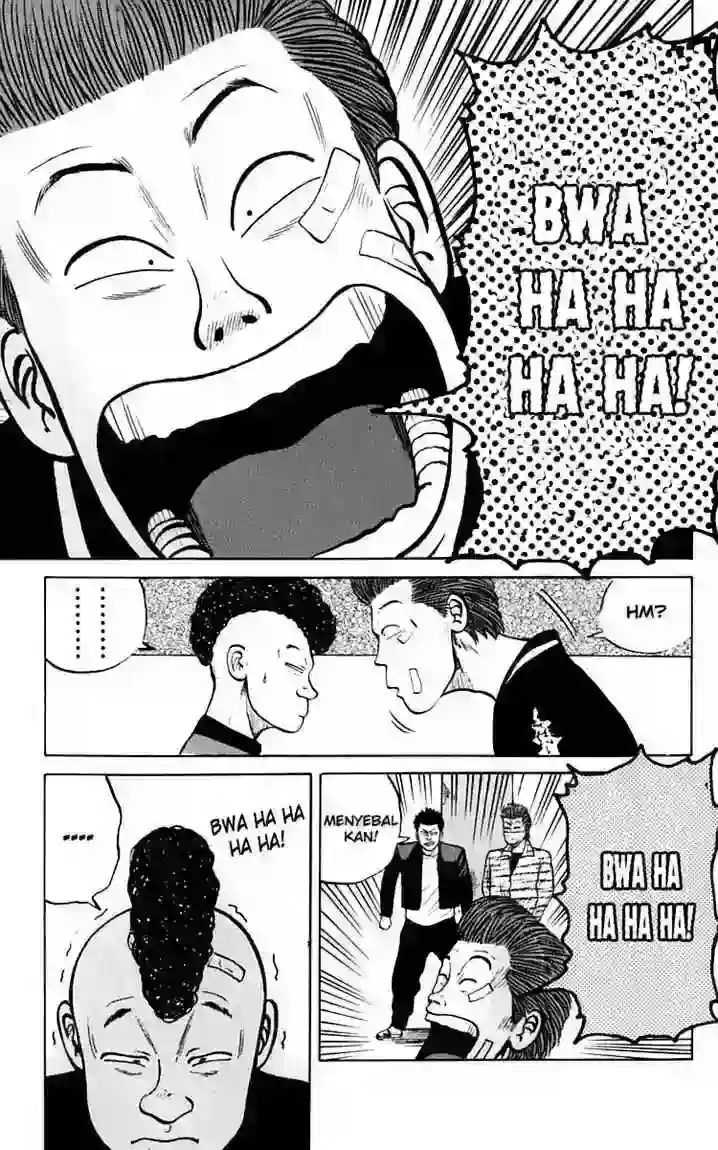 BWA
HA HA
HA HA!
......
......
HM?
MENYEBAL
KAN!
BWA HA
HA HA HA!
BWA HA HA
HA HA!
....